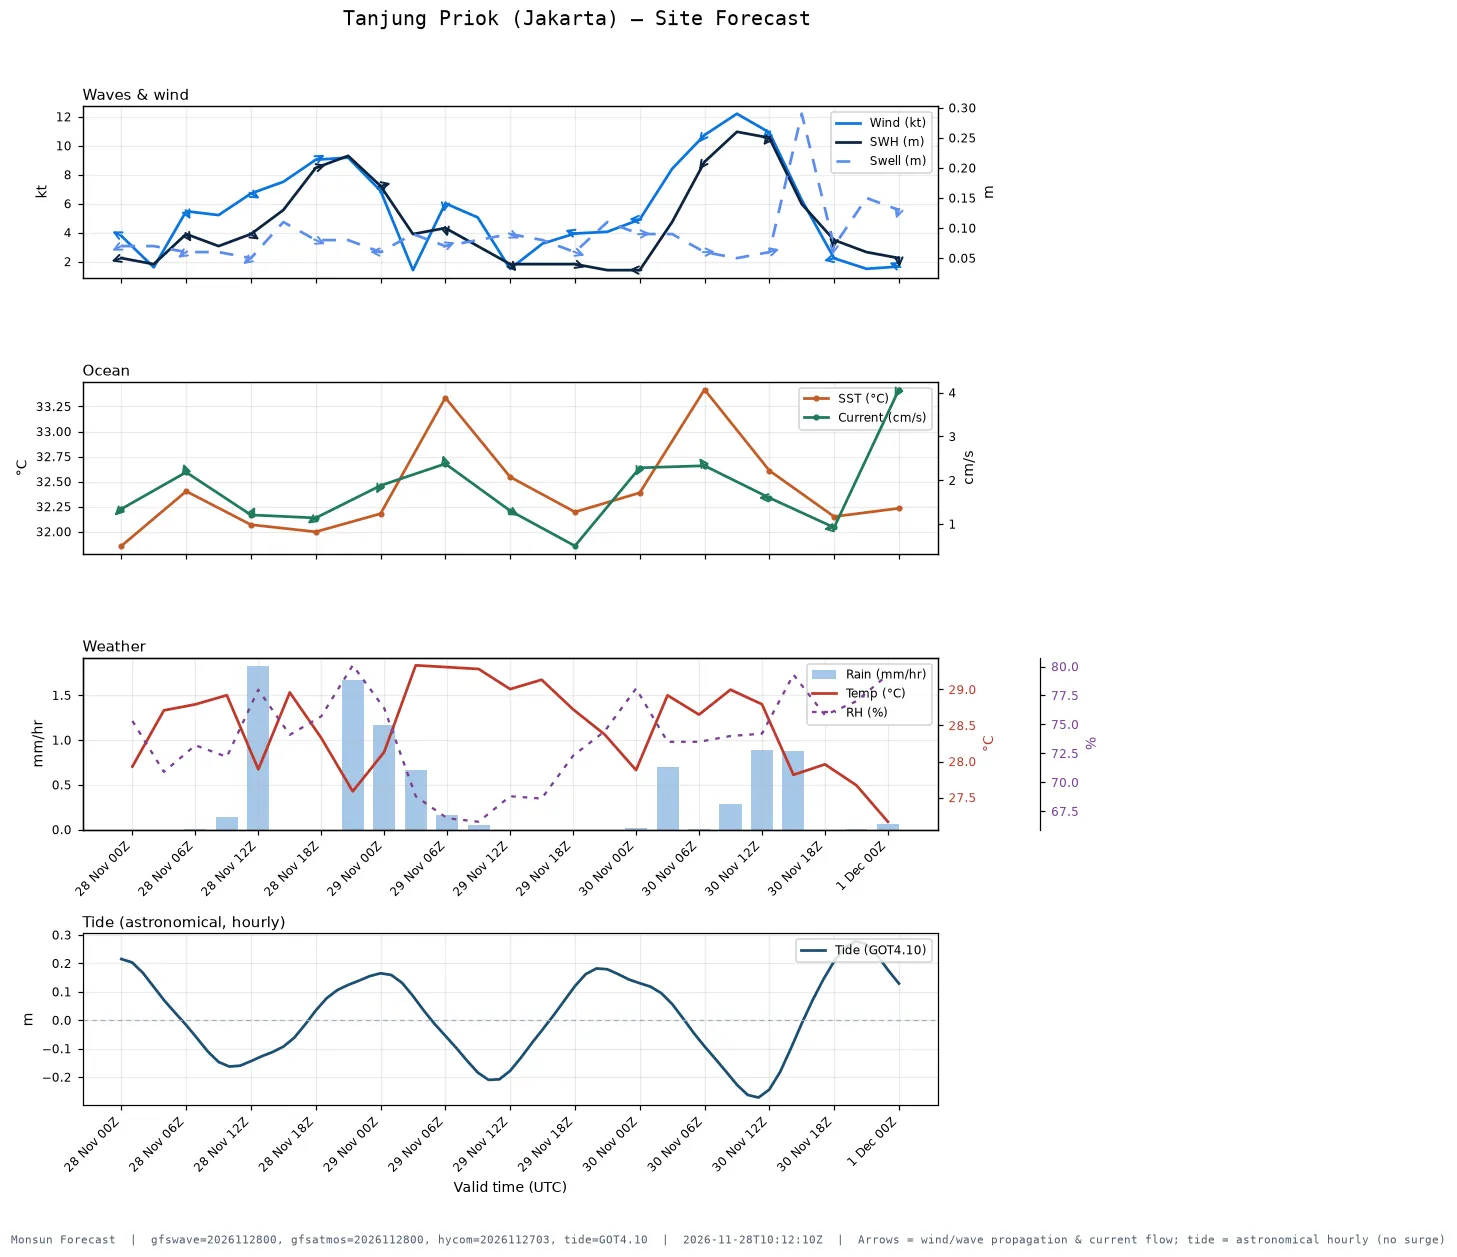 Tanjung Priok (Jakarta) — Site Forecast
Waves & wind
12
10
8
6
4
2
kt
0.30
0.25
0.20
0.15
0.10
0.05
m
Wind (kt)
SWH (m)
Swell (m)
Ocean
33.25
33.00
32.75
32.50
32.25
32.00
°C
4
3
2
1
cm/s
SST (°C)
Current (cm/s)
Weather
1.5
1.0
0.5
0.0
mm/hr
Rain (mm/hr)
Temp (°C)
RH (%)
29.0
28.5
28.0
27.5
°C
80.0
77.5
75.0
72.5
70.0
67.5
%
28 Nov 00Z
28 Nov 06Z
28 Nov 12Z
28 Nov 18Z
29 Nov 00Z
29 Nov 06Z
29 Nov 12Z
29 Nov 18Z
30 Nov 00Z
30 Nov 06Z
30 Nov 12Z
30 Nov 18Z
1 Dec 00Z
Tide (astronomical, hourly)
0.3
0.2
0.1
0.0
−0.1
−0.2
m
Tide (GOT4.10)
28 Nov 00Z
28 Nov 06Z
28 Nov 12Z
28 Nov 18Z
29 Nov 00Z
29 Nov 06Z
29 Nov 12Z
29 Nov 18Z
30 Nov 00Z
30 Nov 06Z
30 Nov 12Z
30 Nov 18Z
1 Dec 00Z
Valid time (UTC)
Monsun Forecast | gfswave=2026112800, gfsatmos=2026112800, hycom=2026112703, tide=GOT4.10 | 2026-11-28T10:12:10Z | Arrows = wind/wave propagation & current flow; tide = astronomical hourly (no surge)